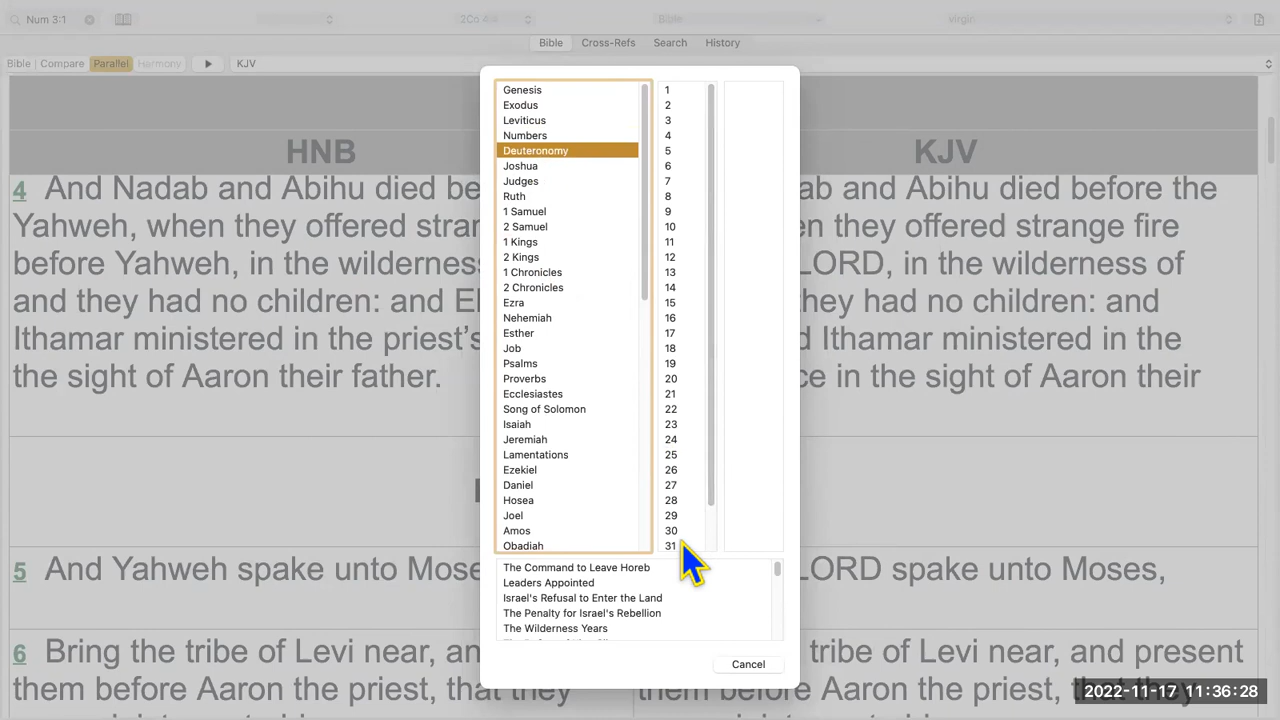 Num 3:1
2Co 4:4
Bible
virgin
Bible Cross-Refs Search History
Bible Compare Parallel Harmony KJV
HNB KJV
4 And Nadab and Abihu died be
Yahweh, when they offered stran
before Yahweh, in the wilderness
and they had no children: and El
Ithamar ministered in the priest's
the sight of Aaron their father.
ab and Abihu died before the
en they offered strange fire
LORD, in the wilderness of
they had no children: and
d Ithamar ministered in the
ce in the sight of Aaron their
5 And Yahweh spake unto Mose
LORD spake unto Moses,
6 Bring the tribe of Levi near, an
them before Aaron the priest, that they
tribe of Levi near, and present
them before Aaron the priest, that they
Genesis
Exodus
Leviticus
Numbers
Deuteronomy
Joshua
Judges
Ruth
1 Samuel
2 Samuel
1 Kings
2 Kings
1 Chronicles
2 Chronicles
Ezra
Nehemiah
Esther
Job
Psalms
Proverbs
Ecclesiastes
Song of Solomon
Isaiah
Jeremiah
Lamentations
Ezekiel
Daniel
Hosea
Joel
Amos
Obadiah
1
2
3
4
5
6
7
8
9
10
11
12
13
14
15
16
17
18
19
20
21
22
23
24
25
26
27
28
29
30
31
The Command to Leave Horeb
Leaders Appointed
Israel's Refusal to Enter the Land
The Penalty for Israel's Rebellion
The Wilderness Years
Cancel
2022-11-17 11:36:28